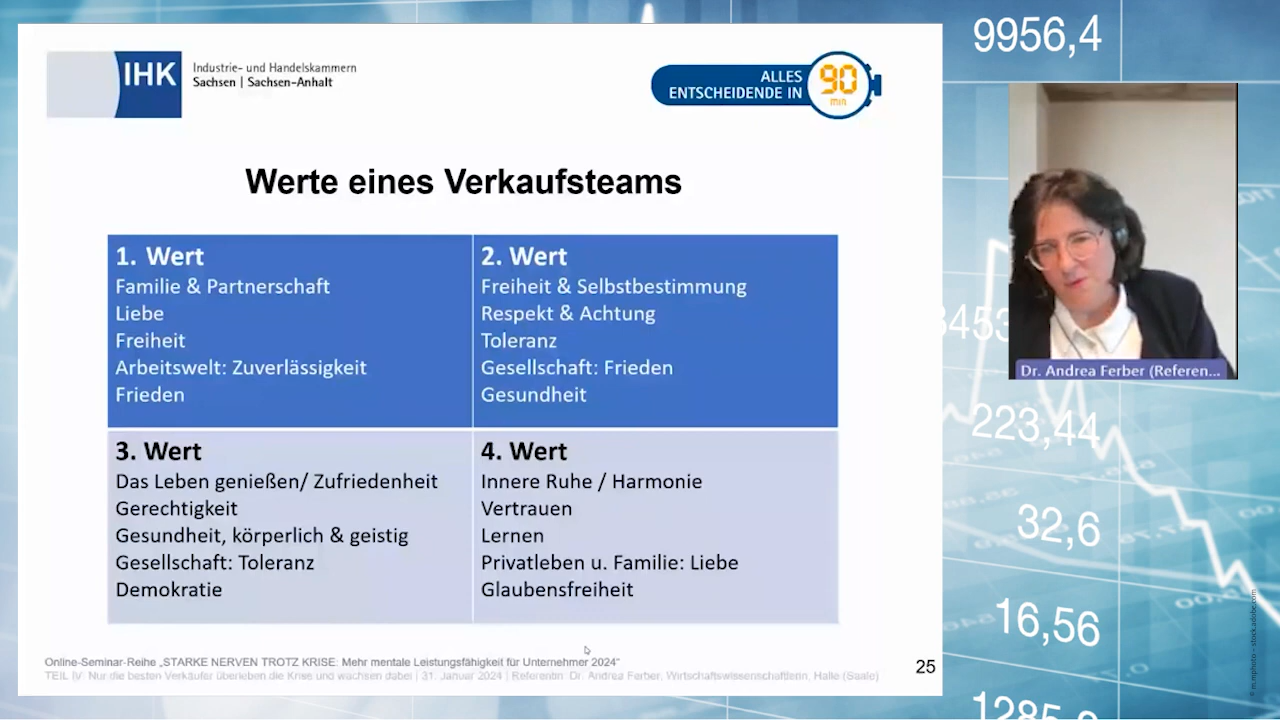 IHK
Industrie- und Handelskammern
Sachsen | Sachsen-Anhalt
ALLES
ENTSCHEIDENDE IN
90
min
Werte eines Verkaufsteams
1. Wert
Familie & Partnerschaft
Liebe
Freiheit
Arbeitswelt: Zuverlässigkeit
Frieden
2. Wert
Freiheit & Selbstbestimmung
Respekt & Achtung
Toleranz
Gesellschaft: Frieden
Gesundheit
3. Wert
Das Leben genießen/ Zufriedenheit
Gerechtigkeit
Gesundheit, körperlich & geistig
Gesellschaft: Toleranz
Demokratie
4. Wert
Innere Ruhe / Harmonie
Vertrauen
Lernen
Privatleben u. Familie: Liebe
Glaubensfreiheit
Online-Seminar-Reihe „STARKE NERVEN TROTZ KRISE: Mehr mentale Leistungsfähigkeit für Unternehmer 2024“
TEIL IV: Nur die besten Verkäufer überleben die Krise und wachsen dabei | 31. Januar 2024 | Referentin: Dr. Andrea Ferber, Wirtschaftswissenschaftlerin, Halle (Saale)
25
9956,4
Dr. Andrea Ferber (Referen...
223,44
32,6
16,56
© m.mphoto - stock.adobe.com